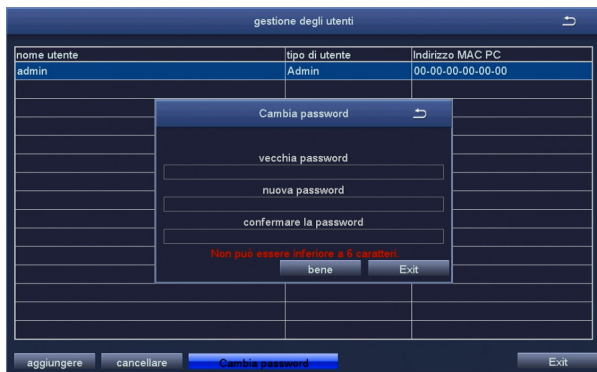 gestione degli utenti
nome utente tipo di utente Indirizzo MAC PC
admin Admin 00-00-00-00-00-00
Cambia password
vecchia password
nuova password
confermare la password
Non può essere inferiore a 6 caratteri.
bene Exit
aggiungere cancellare Cambia password Exit